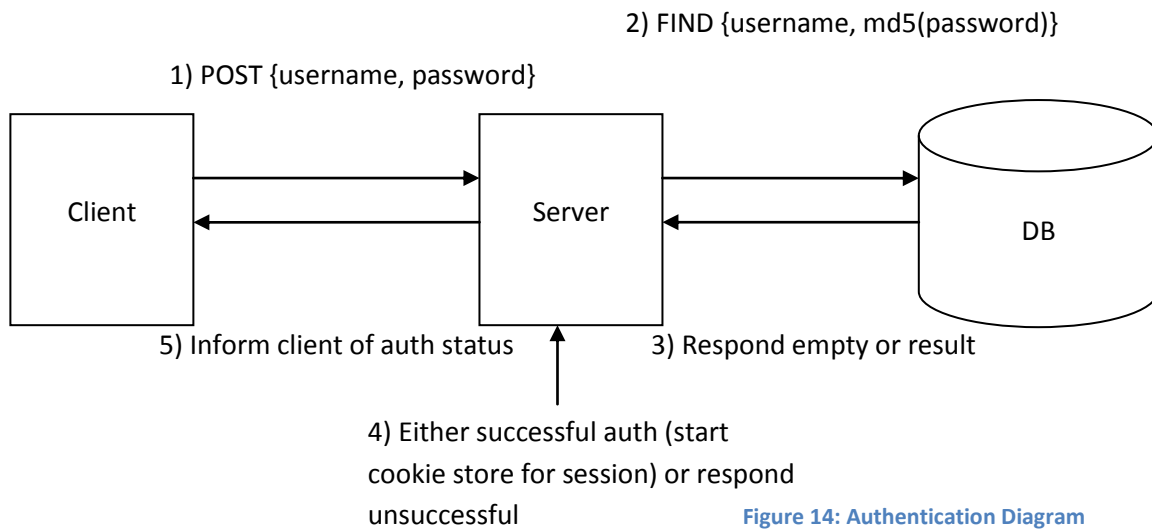 2) FIND {username, md5(password)}
1) POST {username, password}
Client
Server
DB
5) Inform client of auth status
3) Respond empty or result
4) Either successful auth (start
cookie store for session) or respond
unsuccessful
Figure 14: Authentication Diagram